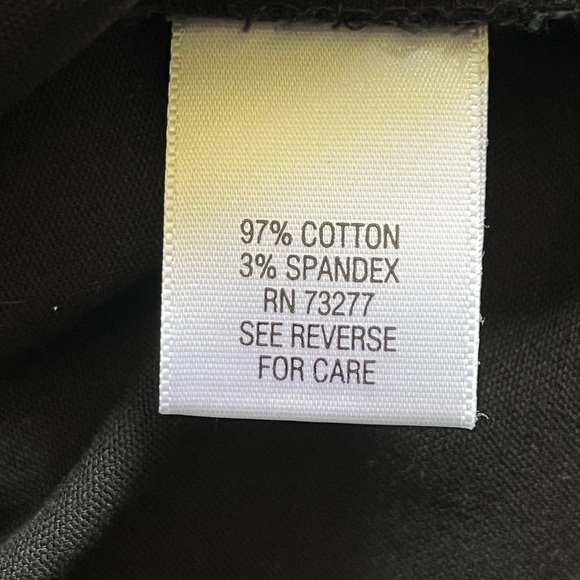 97% COTTON
3% SPANDEX
RN 73277
SEE REVERSE
FOR CARE